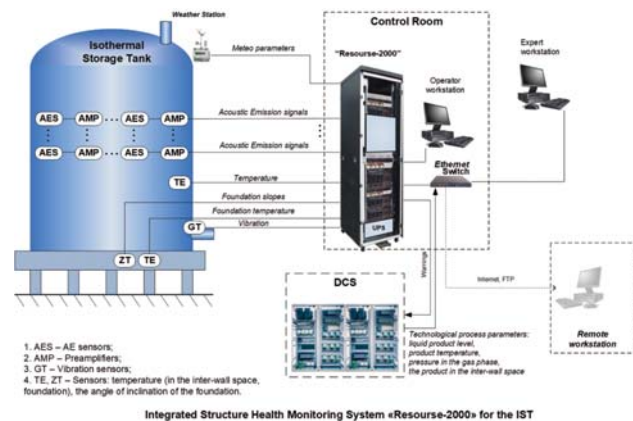 Weather Station
Control Room
Isothermal
Storage Tank
Meteo parameters
"Resourse-2000"
Expert
workstation
Operator
workstation
AES
AMP
AES
AMP
Acoustic Emission signals
AES
AMP
AES
AMP
Acoustic Emission signals
Ethernet
Switch
TE
Temperature
Foundation slopes
Foundation temperature
GT
Vibration
UPS
ZT
TE
Warnings
Internet, FTP
DCS
Remote
workstation
Technological process parameters:
liquid product level,
product temperature,
pressure in the gas phase,
the product in the inter-wall space
1. AES – AE sensors;
2. AMP – Preamplifiers;
3. GT – Vibration sensors;
4. TE, ZT – Sensors: temperature (in the inter-wall space,
foundation), the angle of inclination of the foundation.
Integrated Structure Health Monitoring System «Resourse-2000» for the IST